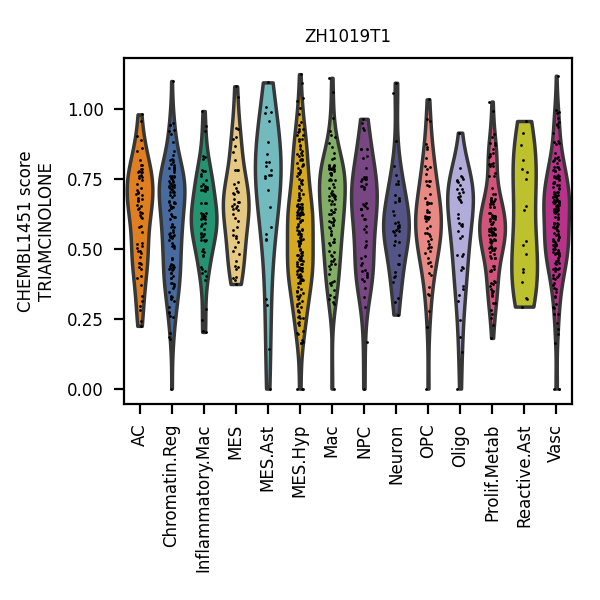 ZH1019T1
CHEMBL1451 score
TRIAMCINOLONE
1.00
0.75
0.50
0.25
0.00
AC
Chromatin.Reg
Inflammatory.Mac
MES
MES.Ast
MES.Hyp
Mac
NPC
Neuron
OPC
Oligo
Prolif.Metab
Reactive.Ast
Vasc